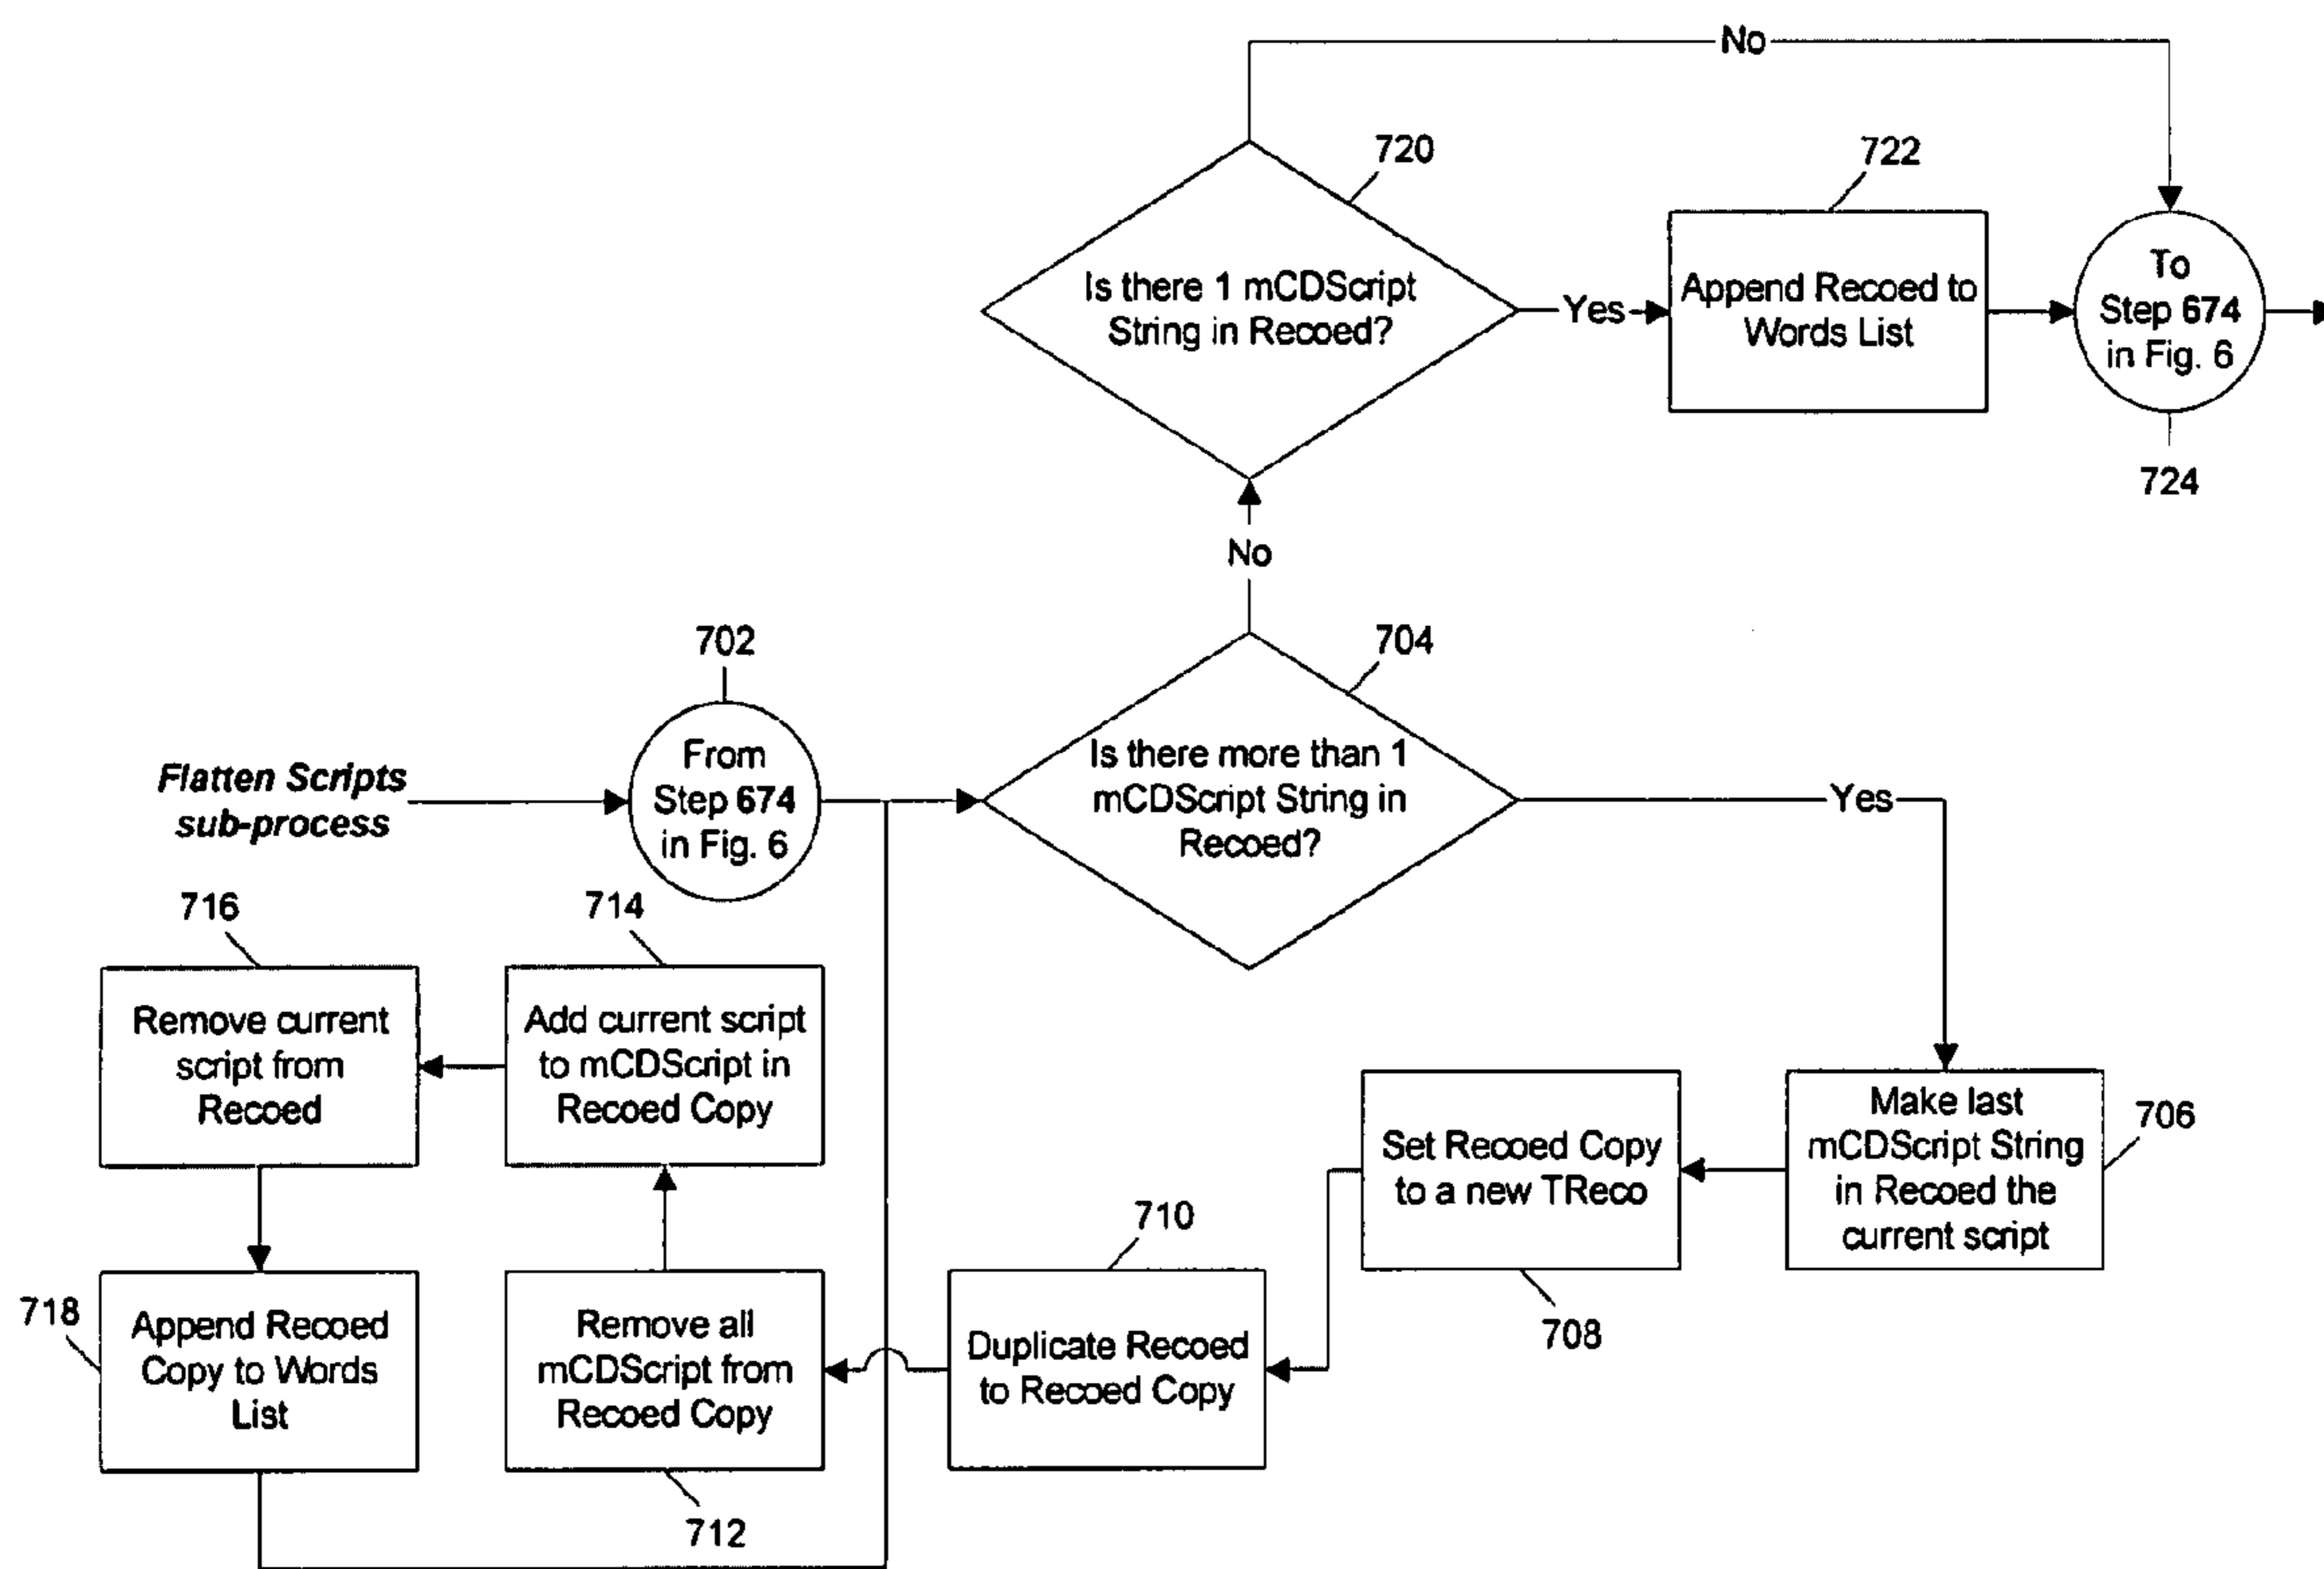 No
720
722
Is there 1 mCDScript
String in Recoed?
Yes
Append Recoed to
Words List
To
Step 674
in Fig. 6
724
No
702
704
Flatten Scripts
sub-process
From
Step 674
in Fig. 6
Is there more than 1
mCDScript String in
Recoed?
Yes
716
714
Remove current
script from
Recoed
Add current script
to mCDScript in
Recoed Copy
Make last
mCDScript String
in Recoed the
current script
706
Set Recoed Copy
to a new TReco
708
710
Duplicate Recoed
to Recoed Copy
Remove all
mCDScript from
Recoed Copy
712
718
Append Recoed
Copy to Words
List